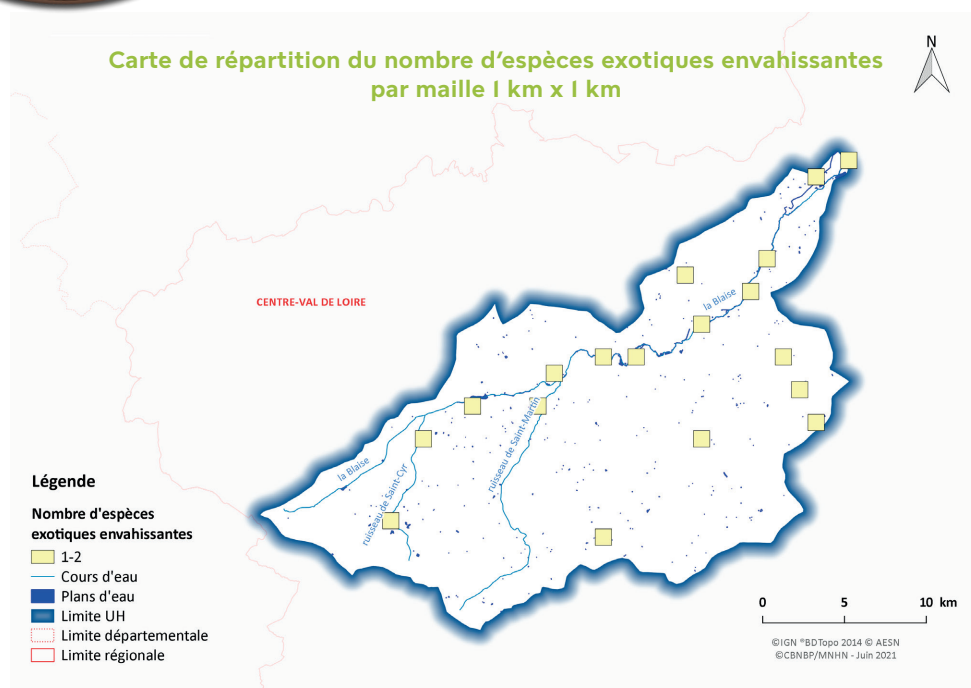 Carte de répartition du nombre d'espèces exotiques envahissantes
par maille 1 km x 1 km
N
CENTRE-VAL DE LOIRE
la Blaise
la Blaise
ruisseau de Saint-Cyr
ruisseau de Saint-Martin
Légende
Nombre d'espèces
exotiques envahissantes
1-2
Cours d'eau
Plans d'eau
Limite UH
Limite départementale
Limite régionale
0 5 10 km
©IGN ®BDTopo 2014 © AESN
©CBNBP/MNHN - Juin 2021